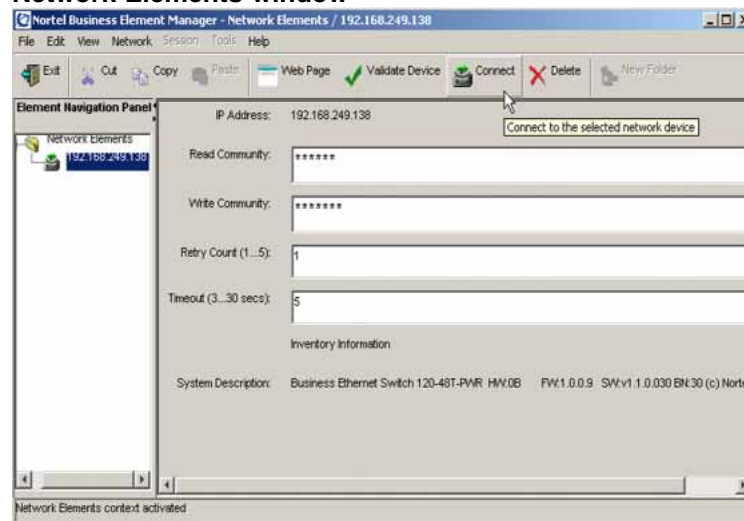 Network Elements window
Nortel Business Element Manager - Network Elements / 192.168.249.138
File Edit View Network Session Tools Help
Exit Cut Copy Paste Web Page Validate Device Connect Delete New Folder
Connect to the selected network device
Element Navigation Panel
Network Elements
192.168.249.138
IP Address: 192.168.249.138
Read Community: ******
Write Community: *******
Retry Count (1...5): 1
Timeout (3...30 secs): 5
Inventory Information
System Description: Business Ethernet Switch 120-48T-PWR HW:0B FW:1.0.0.9 SW:v1.1.0.030 BN:30 (c) Norte
Network Elements context activated